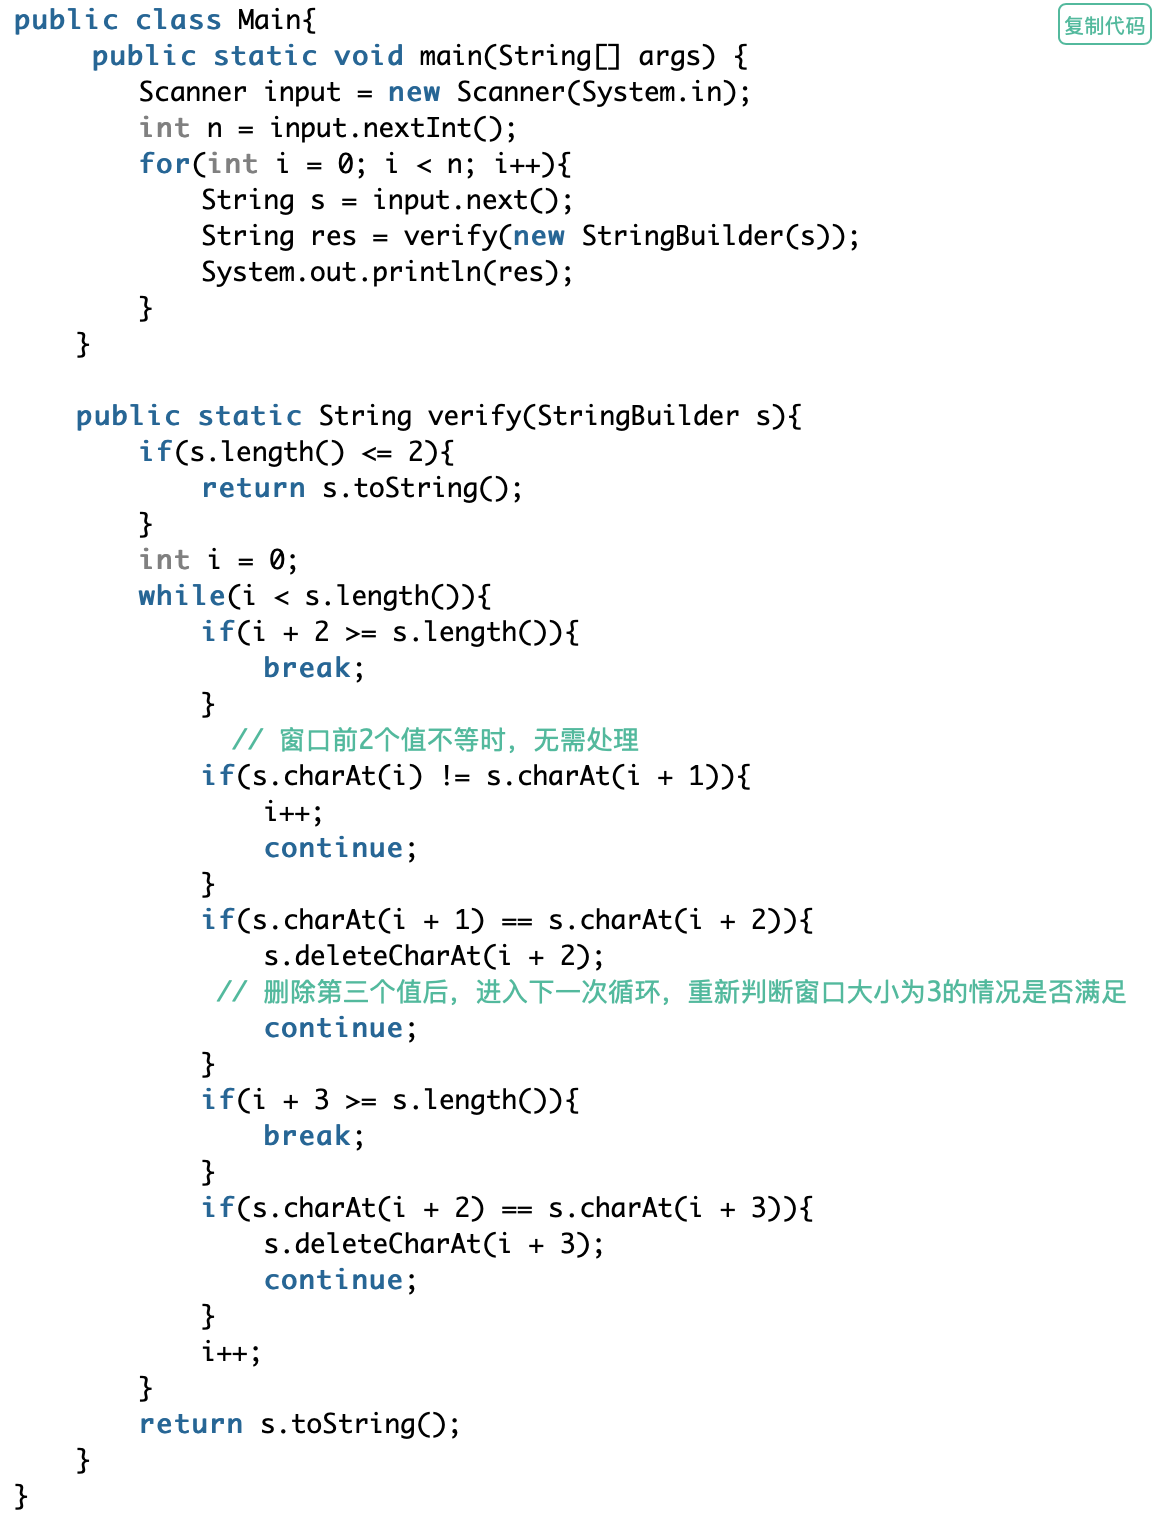 public class Main{
复制代码
public static void main(String[] args) {
Scanner input = new Scanner(System.in);
int n = input.nextInt();
for(int i = 0; i < n; i++){
String s = input.next();
String res = verify(new StringBuilder(s));
System.out.println(res);
}
}
public static String verify(StringBuilder s){
if(s.length() <= 2){
return s.toString();
}
int i = 0;
while(i < s.length()){
if(i + 2 >= s.length()){
break;
}
// 窗口前2个值不等时，无需处理
if(s.charAt(i) != s.charAt(i + 1)){
i++;
continue;
}
if(s.charAt(i + 1) == s.charAt(i + 2)){
s.deleteCharAt(i + 2);
// 删除第三个值后，进入下一次循环，重新判断窗口大小为3的情况是否满足
continue;
}
if(i + 3 >= s.length()){
break;
}
if(s.charAt(i + 2) == s.charAt(i + 3)){
s.deleteCharAt(i + 3);
continue;
}
i++;
}
return s.toString();
}
}